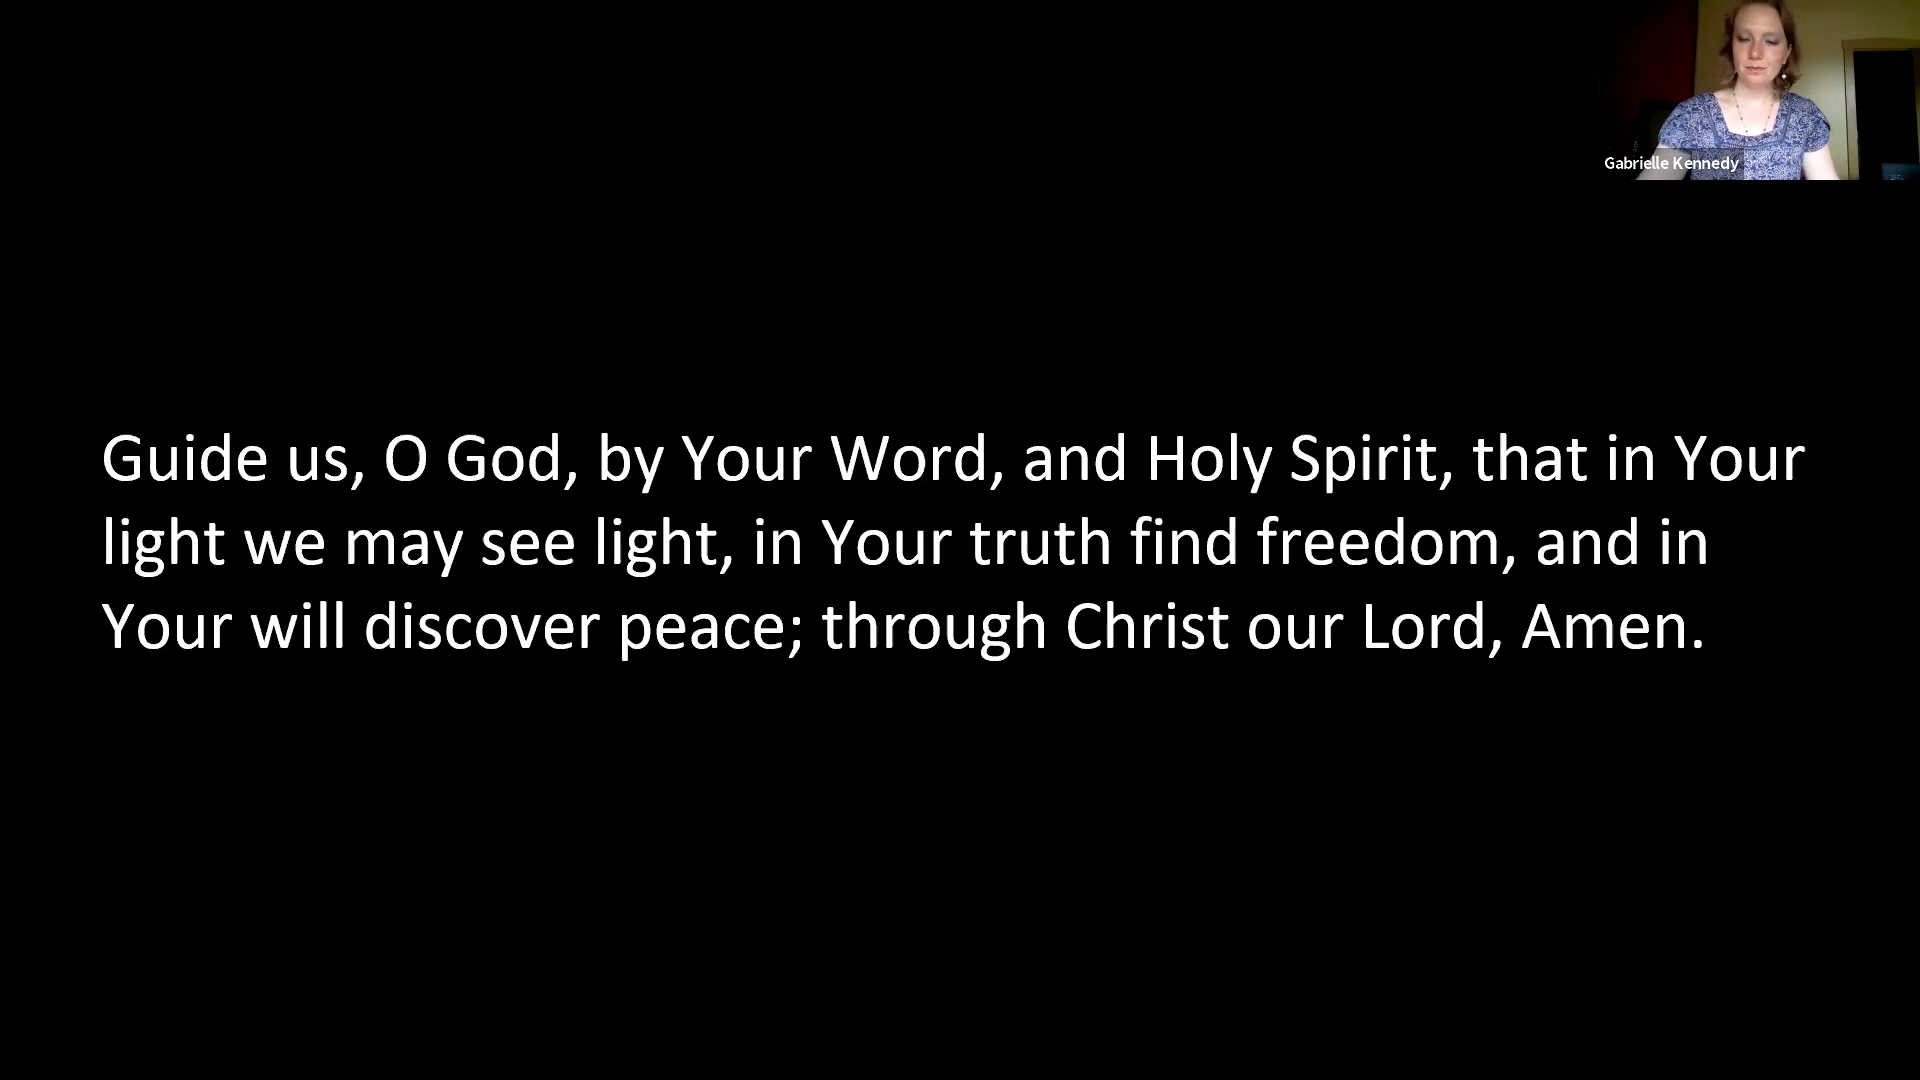 Gabrielle Kennedy
Guide us, O God, by Your Word, and Holy Spirit, that in Your
light we may see light, in Your truth find freedom, and in
Your will discover peace; through Christ our Lord, Amen.